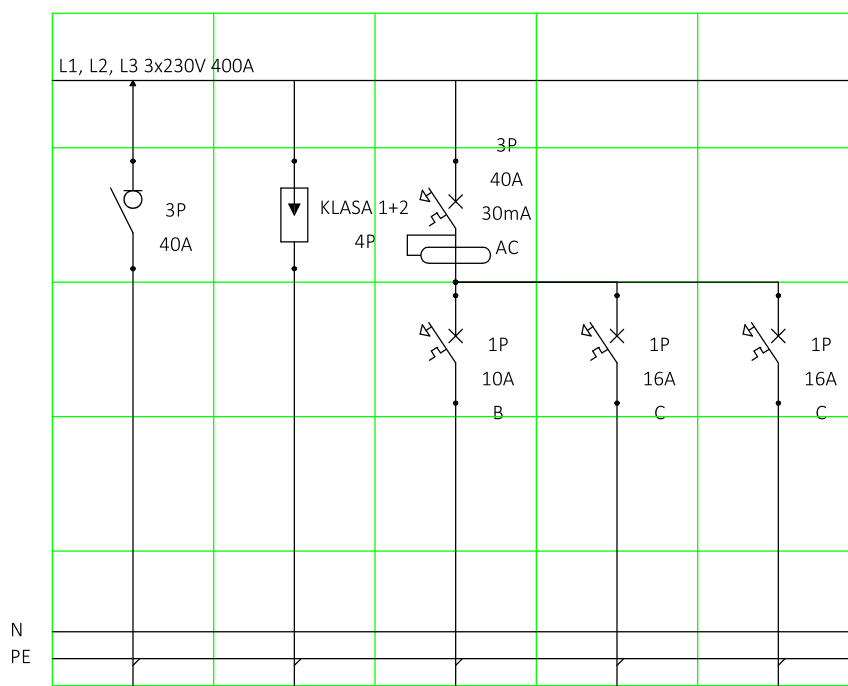 L1, L2, L3 3x230V 400A
3P
40A
KLASA 1+2
4P
3P
40A
30mA
AC
1P
10A
B
1P
16A
C
1P
16A
C
N
PE